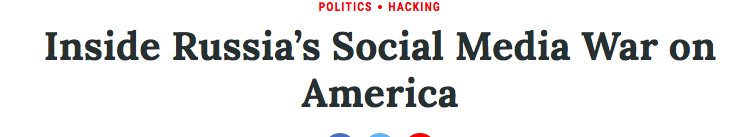 POLITICS • HACKING
Inside Russia's Social Media War on
America